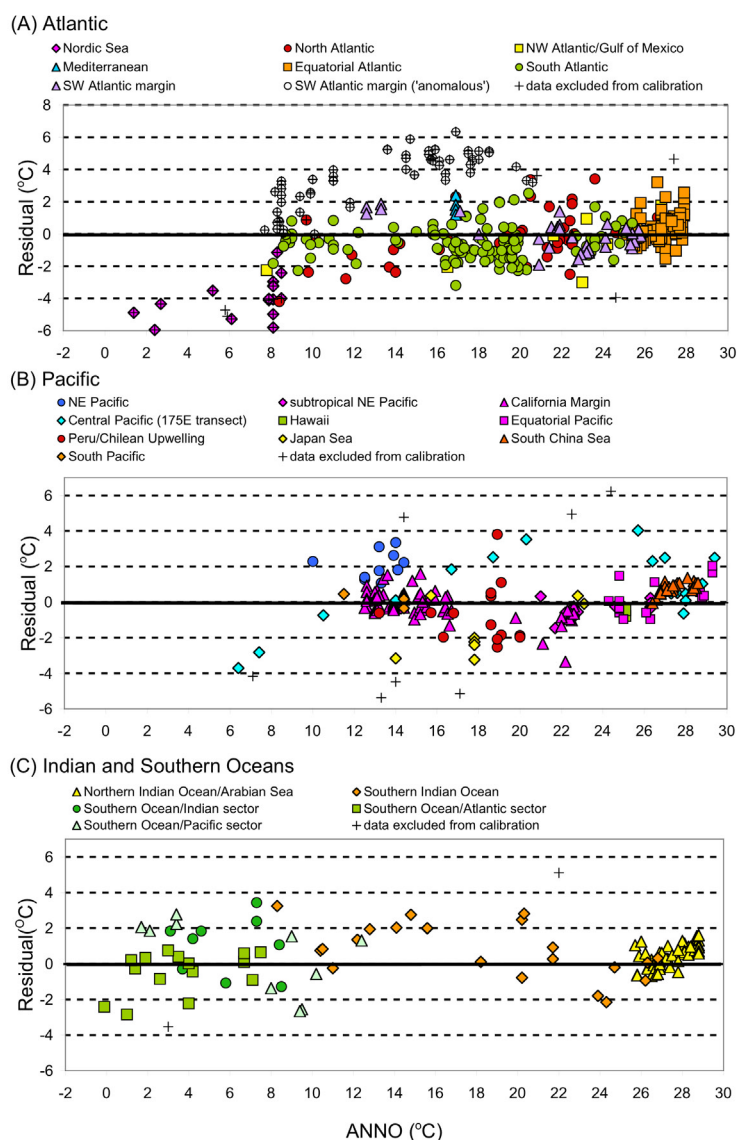 (A) Atlantic
Nordic Sea North Atlantic NW Atlantic/Gulf of Mexico
Mediterranean Equatorial Atlantic South Atlantic
SW Atlantic margin SW Atlantic margin ('anomalous') data excluded from calibration
8
6
4
2
0
-2
-4
-6
Residual (°C)
-2 0 2 4 6 8 10 12 14 16 18 20 22 24 26 28 30
(B) Pacific
NE Pacific subtropical NE Pacific California Margin
Central Pacific (175E transect) Hawaii Equatorial Pacific
Peru/Chilean Upwelling Japan Sea South China Sea
South Pacific data excluded from calibration
6
4
2
0
-2
-4
-6
Residual (°C)
-2 0 2 4 6 8 10 12 14 16 18 20 22 24 26 28 30
(C) Indian and Southern Oceans
Northern Indian Ocean/Arabian Sea Southern Indian Ocean
Southern Ocean/Indian sector Southern Ocean/Atlantic sector
Southern Ocean/Pacific sector data excluded from calibration
6
4
2
0
-2
-4
-6
Residual(°C)
-2 0 2 4 6 8 10 12 14 16 18 20 22 24 26 28 30
ANNO (°C)